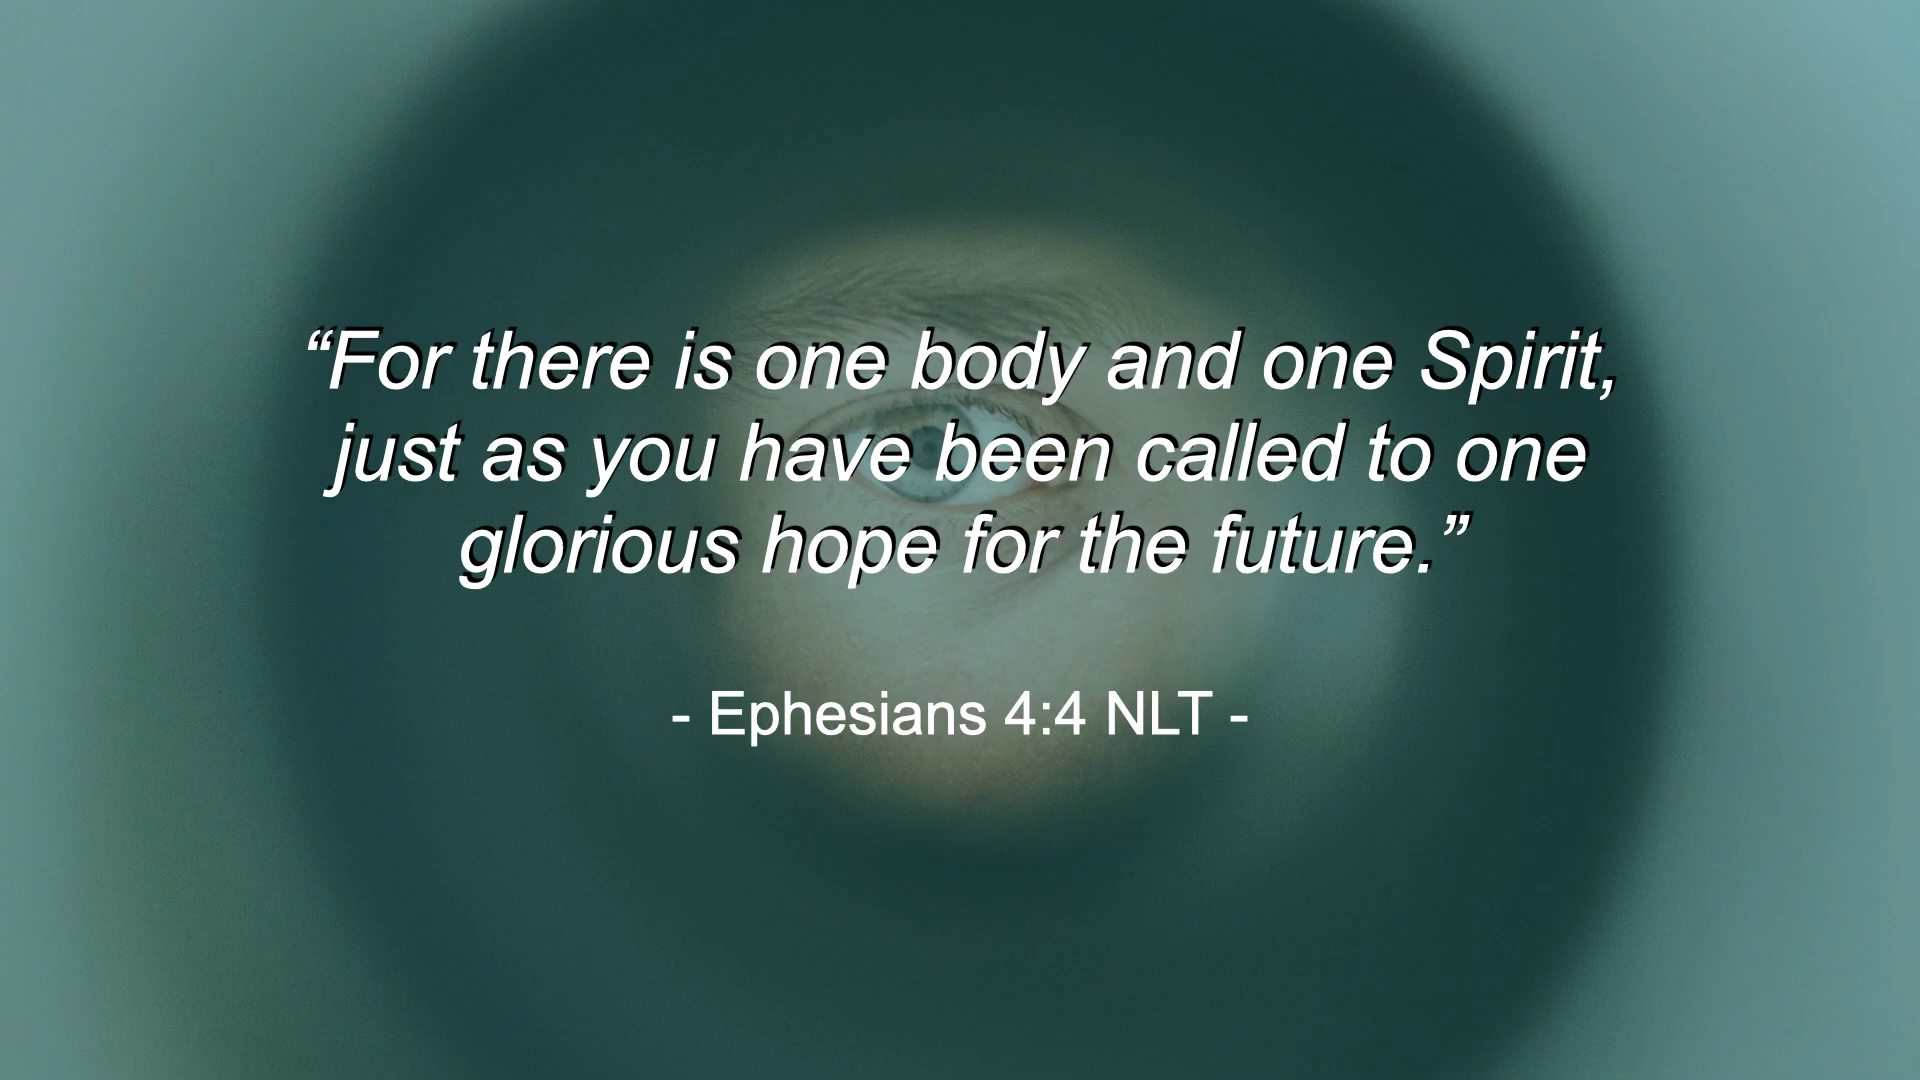 “For there is one body and one Spirit,
just as you have been called to one
glorious hope for the future.”
- Ephesians 4:4 NLT -